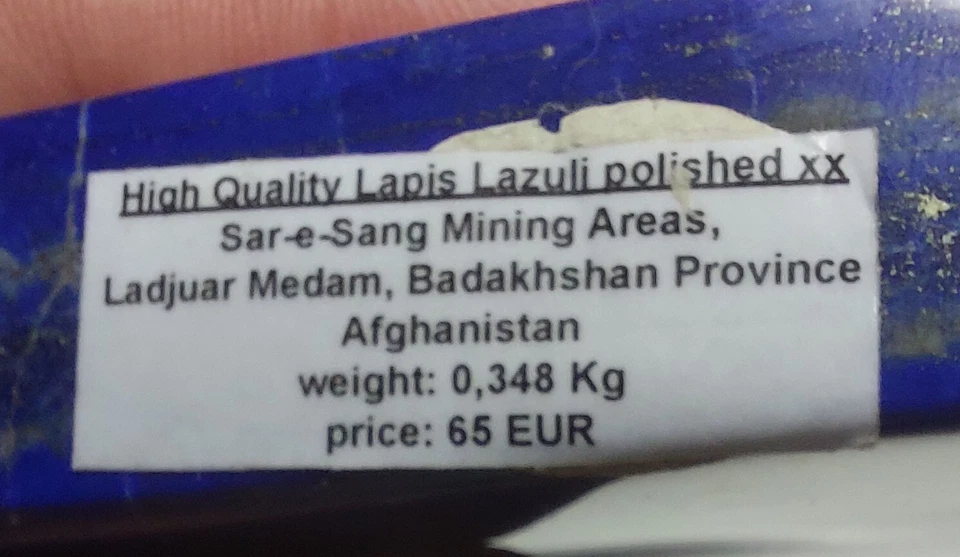 High Quality Lapis Lazuli polished xx
Sar-e-Sang Mining Areas,
Ladjuar Medam, Badakhshan Province
Afghanistan
weight: 0,348 Kg
price: 65 EUR